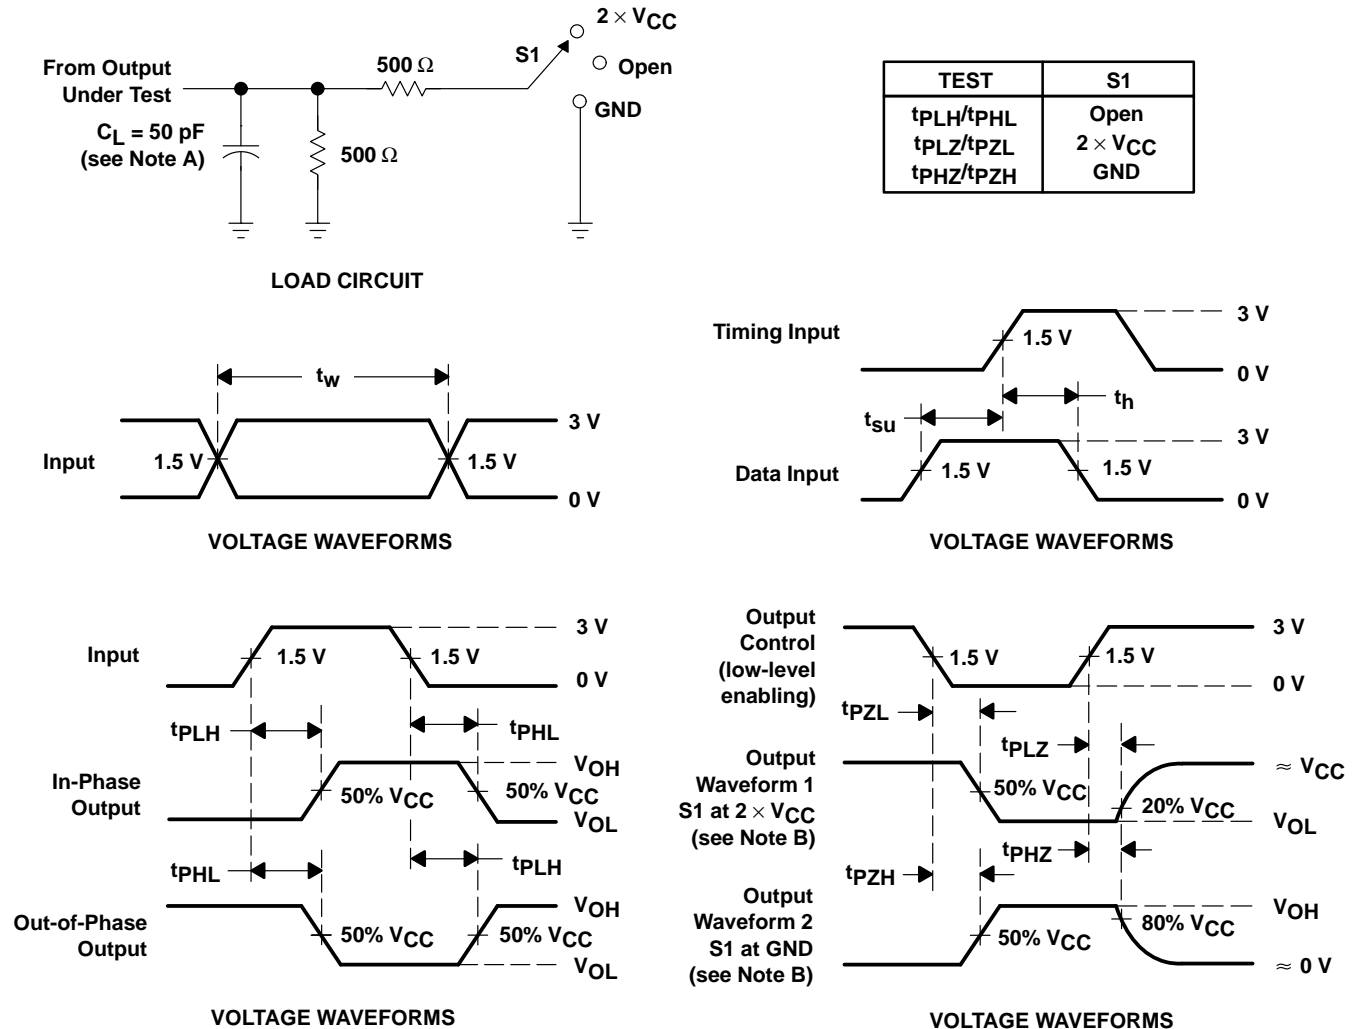 2 × VCC
S1
Open
GND
From Output
Under Test
500 Ω
CL = 50 pF
(see Note A)
500 Ω
LOAD CIRCUIT
TEST S1
tPLH/tPHL Open
tPLZ/tPZL 2 × VCC
tPHZ/tPZH GND
tw
3 V
Input 1.5 V 1.5 V
0 V
VOLTAGE WAVEFORMS
Timing Input 1.5 V 3 V
0 V
tsu th
3 V
Data Input 1.5 V 1.5 V
0 V
VOLTAGE WAVEFORMS
3 V
Input 1.5 V 1.5 V
0 V
tPLH tPHL
In-Phase
Output
VOH
50% VCC 50% VCC
VOL
tPHL tPLH
Out-of-Phase
Output
VOH
50% VCC 50% VCC
VOL
VOLTAGE WAVEFORMS
Output
Control
(low-level
enabling)
3 V
1.5 V 1.5 V
0 V
tPZL tPLZ
Output
Waveform 1
S1 at 2 × VCC
(see Note B)
≈ VCC
50% VCC 20% VCC
VOL
tPZH tPHZ
Output
Waveform 2
S1 at GND
(see Note B)
VOH
50% VCC 80% VCC
≈ 0 V
VOLTAGE WAVEFORMS